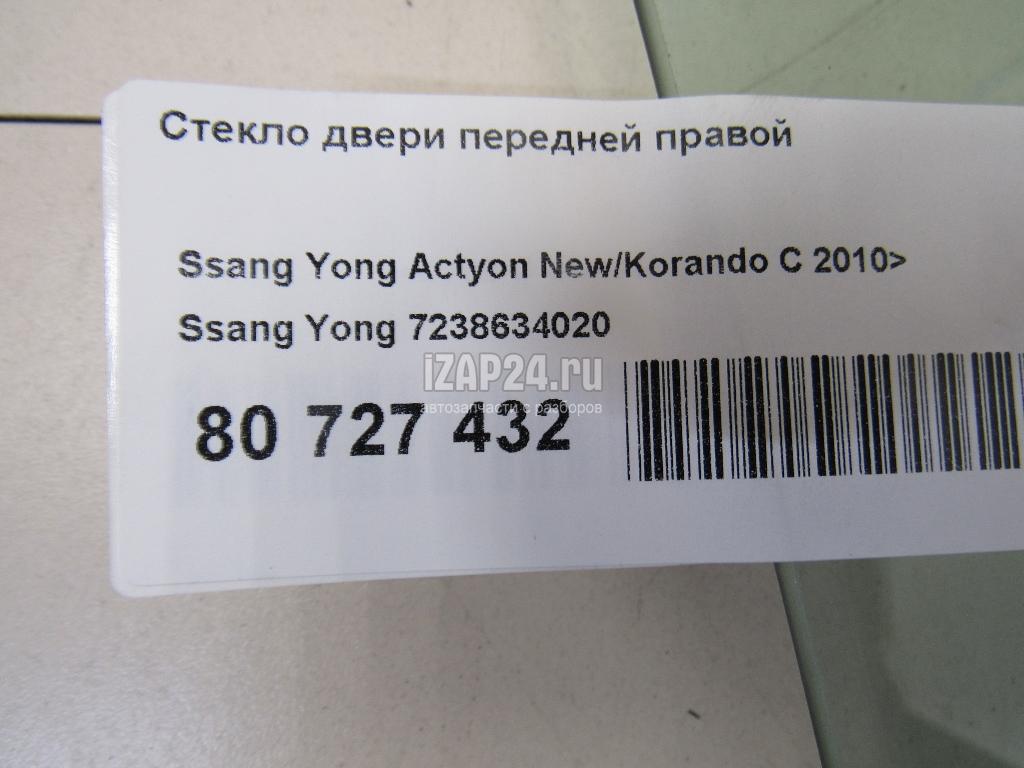 Стекло двери передней правой
Ssang Yong Actyon New/Korando C 2010>
Ssang Yong 7238634020
iZAP24.ru
автозапчасти с разборов
80 727 432